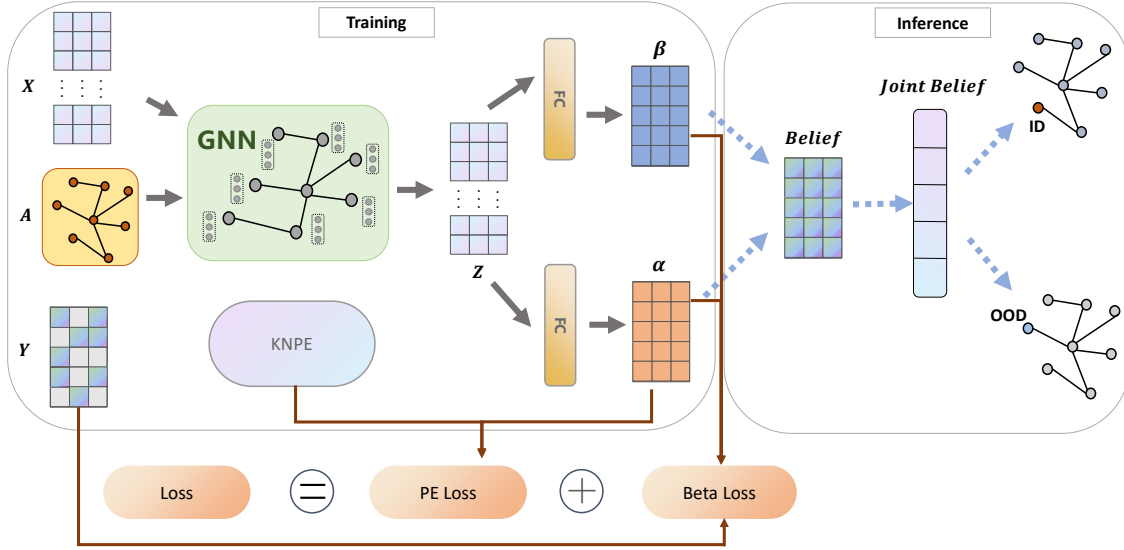 Training
Inference
X
A
Y
GNN
Z
FC
FC
β
α
KNPE
Belief
Joint Belief
ID
OOD
Loss
=
PE Loss
+
Beta Loss